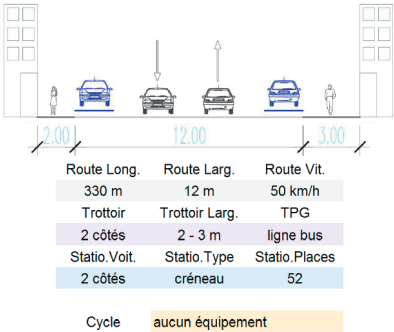 2.00 12.00 3.00
Route Long. Route Larg. Route Vit.
330 m 12 m 50 km/h
Trottoir Trottoir Larg. TPG
2 côtés 2 - 3 m ligne bus
Statio.Voit. Statio.Type Statio.Places
2 côtés créneau 52
Cycle aucun équipement